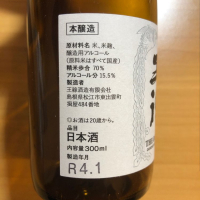 本醸造
原材料名 米、米麹、
醸造用アルコール
(原料米はすべて国産)
精米歩合 70%
アルコール分 15.5%
製造者
王祿酒造有限会社
島根県松江市東出雲町
揖屋484番地
◎お酒は20歳から。
品目
日本酒
内容量300ml
製造年月
R4.1